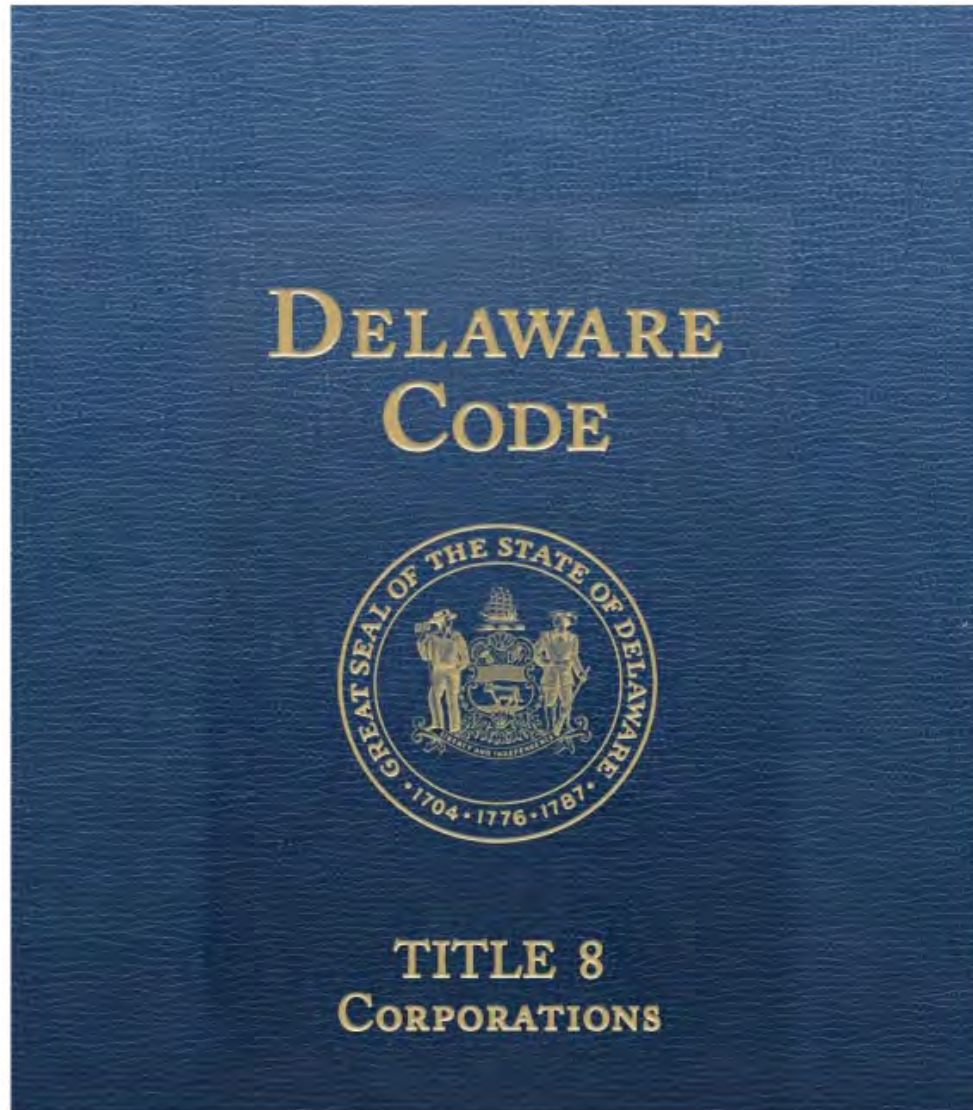 DELAWARE
CODE
GREAT SEAL OF THE STATE OF DELAWARE
·1704·1776·1787·
TITLE 8
CORPORATIONS